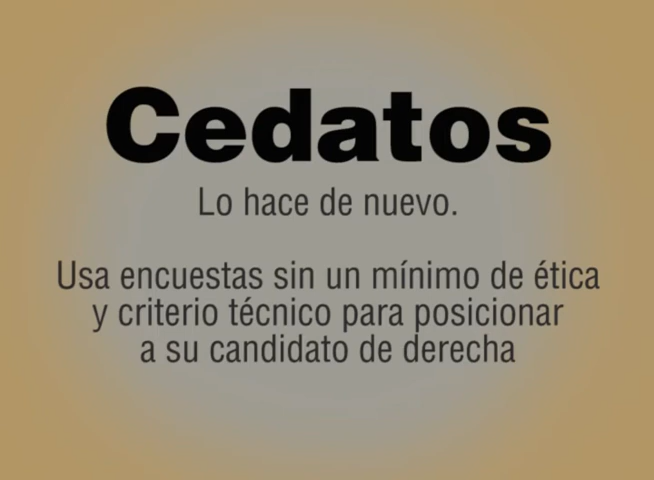 Cedatos
Lo hace de nuevo.
Usa encuestas sin un mínimo de ética
y criterio técnico para posicionar
a su candidato de derecha